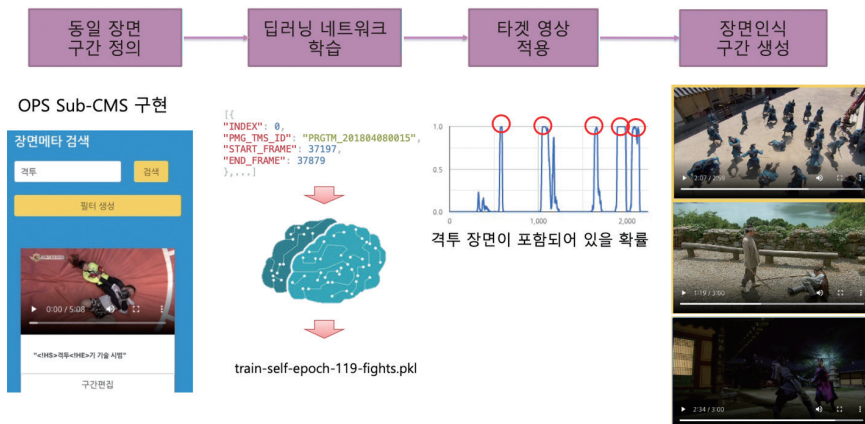 동일 장면
구간 정의
딥러닝 네트워크
학습
타겟 영상
적용
장면인식
구간 생성
OPS Sub-CMS 구현
장면메타 검색
격투
검색
필터 생성
0:00 / 5:08
"<!HS>격투<!HE>기 기술 시범"
구간편집
[{
"INDEX": 0,
"PMG_TMS_ID": "PRGTM_201804080015",
"START_FRAME": 37197,
"END_FRAME": 37879
},...]
train-self-epoch-119-fights.pkl
1.0
0.5
0.0
0
1,000
2,000
격투 장면이 포함되어 있을 확률
2:07 / 2:59
1:19 / 3:00
2:34 / 3:00